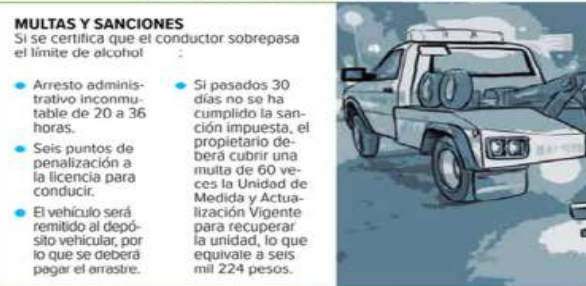 MULTAS Y SANCIONES
Si se certifica que el conductor sobrepasa
el límite de alcohol :
Arresto adminis-
trativo inconmu-
table de 20 a 36
horas.
Seis puntos de
penalización a
la licencia para
conducir.
El vehículo será
remitido al depó-
sito vehicular, por
lo que se deberá
pagar el arrastre.
Si pasados 30
días no se ha
cumplido la san-
ción impuesta, el
propietario de-
berá cubrir una
multa de 60 ve-
ces la Unidad de
Medida y Actua-
lización Vigente
para recuperar
la unidad, lo que
equivale a seis
mil 224 pesos.